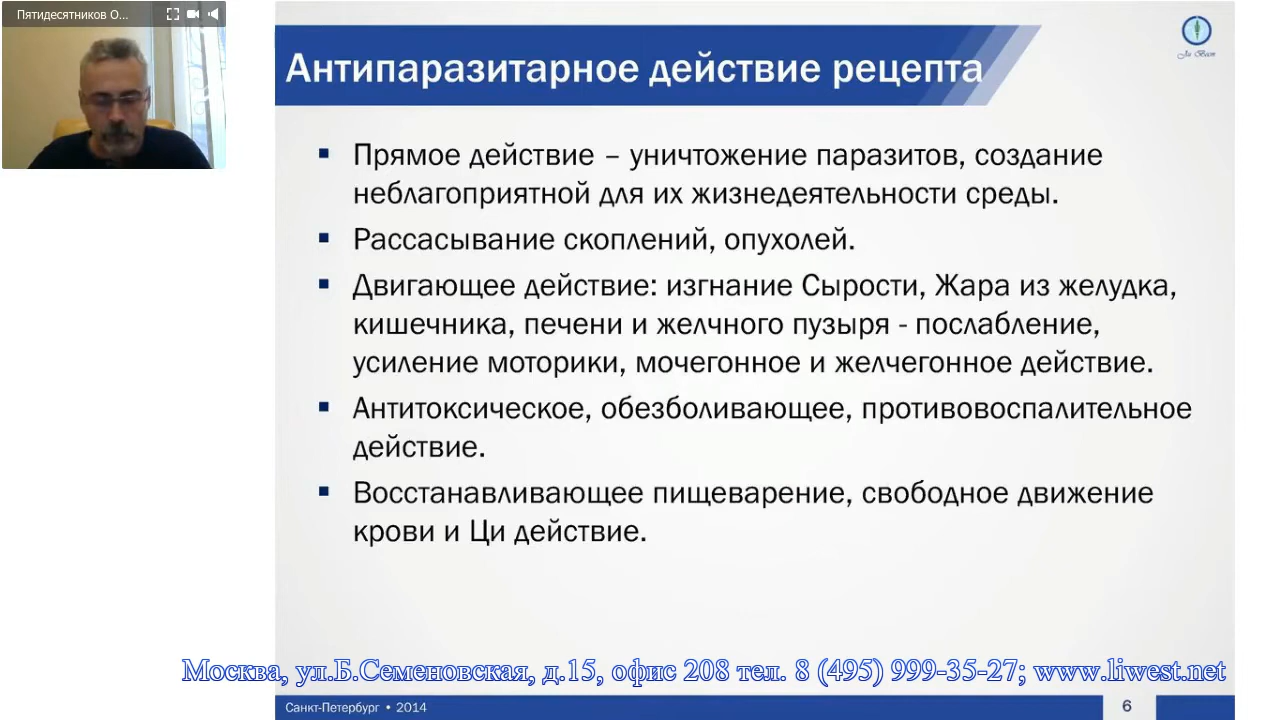 Пятидесятников О...
Антипаразитарное действие рецепта
Ли Вест
▪ Прямое действие – уничтожение паразитов, создание
неблагоприятной для их жизнедеятельности среды.
▪ Рассасывание скоплений, опухолей.
▪ Двигающее действие: изгнание Сырости, Жара из желудка,
кишечника, печени и желчного пузыря - послабление,
усиление моторики, мочегонное и желчегонное действие.
▪ Антитоксическое, обезболивающее, противовоспалительное
действие.
▪ Восстанавливающее пищеварение, свободное движение
крови и Ци действие.
Москва, ул.Б.Семеновская, д.15, офис 208 тел. 8 (495) 999-35-27; www.liwest.net
Санкт-Петербург • 2014
6